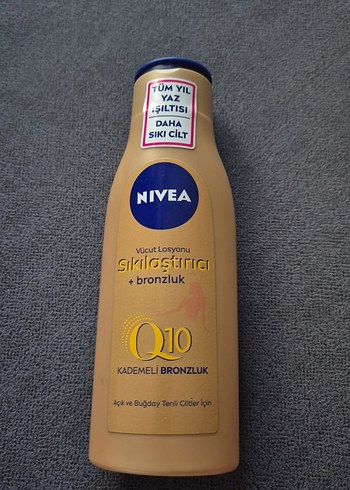 TÜM YIL
YAZ
IŞILTISI
DAHA
SIKI CİLT
NIVEA
Vücut Losyonu
sıkılaştırıcı
+ bronzluk
Q10
KADEMELİ BRONZLUK
Açık ve Buğday Tenli Ciltler İçin